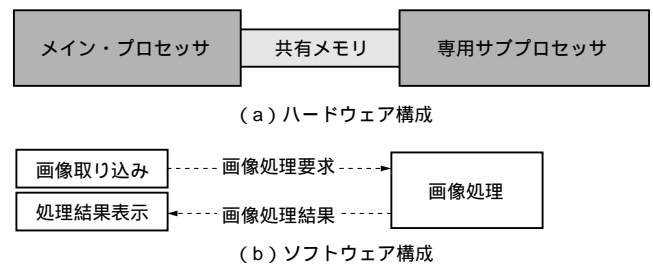 メイン・プロセッサ 共有メモリ 専用サブプロセッサ
(a)ハードウェア構成
画像取り込み 画像処理要求 画像処理
処理結果表示 画像処理結果
(b)ソフトウェア構成